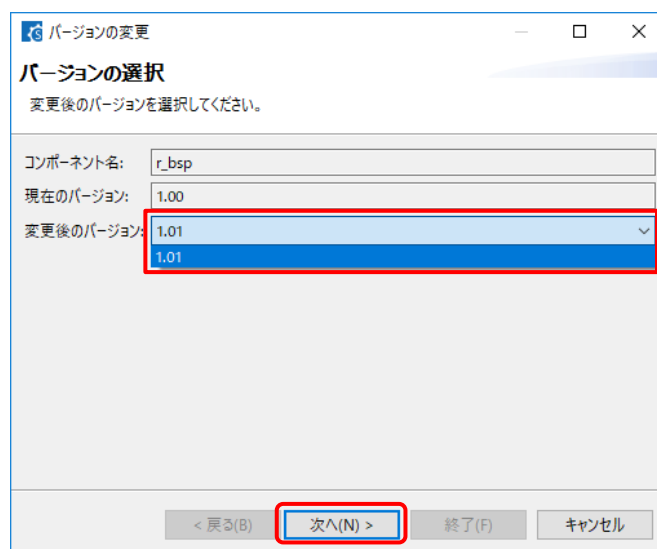 バージョンの変更
バージョンの選択
変更後のバージョンを選択してください。
コンポーネント名: r_bsp
現在のバージョン: 1.00
変更後のバージョン: 1.01
1.01
< 戻る(B) 次へ(N) > 終了(F) キャンセル